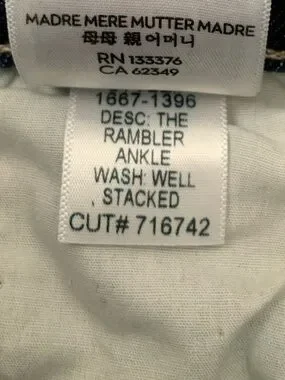 MADRE MERE MUTTER MADRE
母母 親 어머니
RN 133376
CA 62349
1667-1396
DESC: THE
RAMBLER
ANKLE
WASH: WELL
STACKED
CUT# 716742